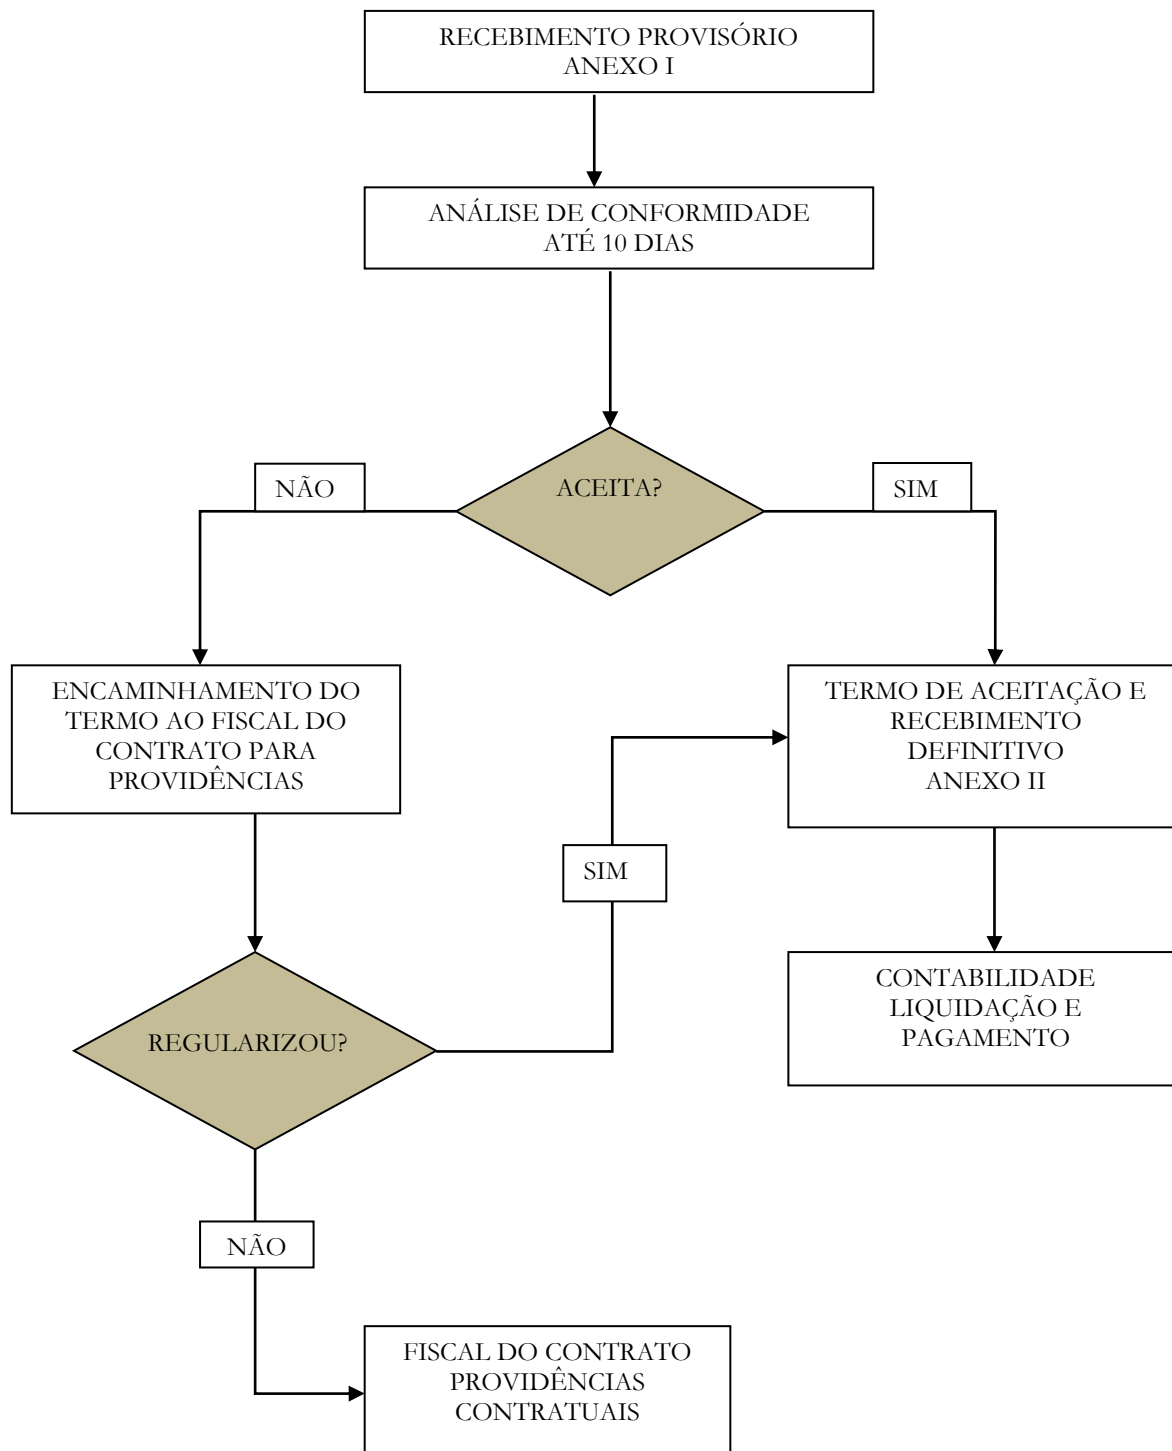 RECEBIMENTO PROVISÓRIO
ANEXO I
ANÁLISE DE CONFORMIDADE
ATÉ 10 DIAS
ACEITA?
NÃO
SIM
ENCAMINHAMENTO DO
TERMO AO FISCAL DO
CONTRATO PARA
PROVIDÊNCIAS
TERMO DE ACEITAÇÃO E
RECEBIMENTO
DEFINITIVO
ANEXO II
SIM
CONTABILIDADE
LIQUIDAÇÃO E
PAGAMENTO
REGULARIZOU?
NÃO
FISCAL DO CONTRATO
PROVIDÊNCIAS
CONTRATUAIS